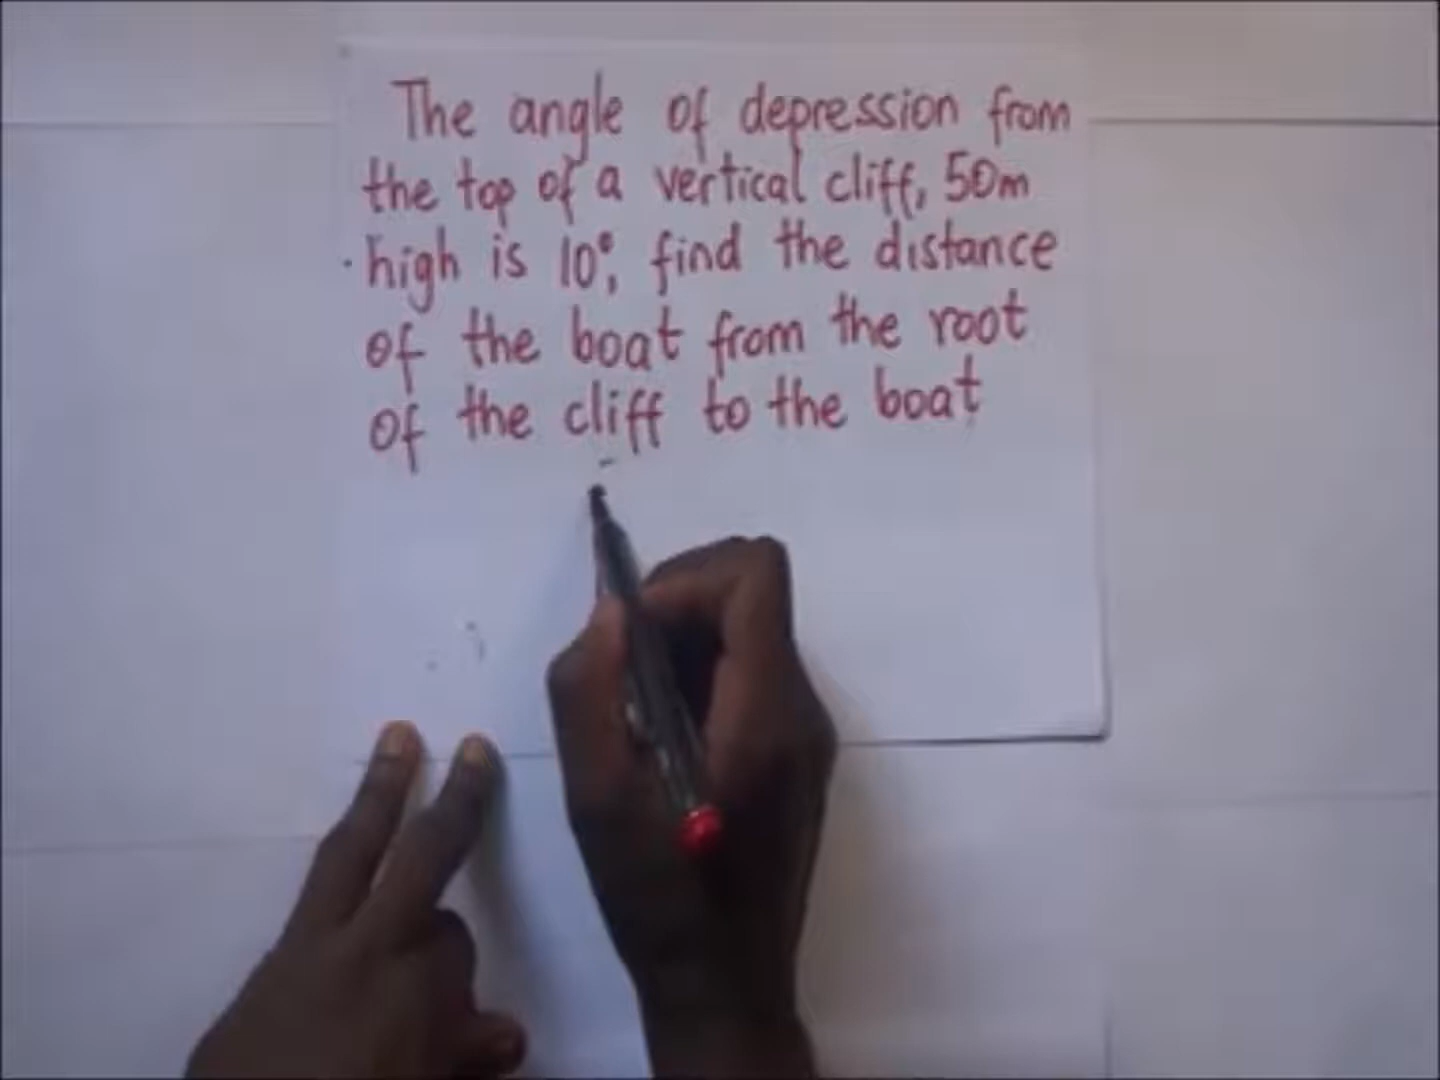 The angle of depression from
the top of a vertical cliff, 50m
high is 10°, find the distance
of the boat from the root
of the cliff to the boat